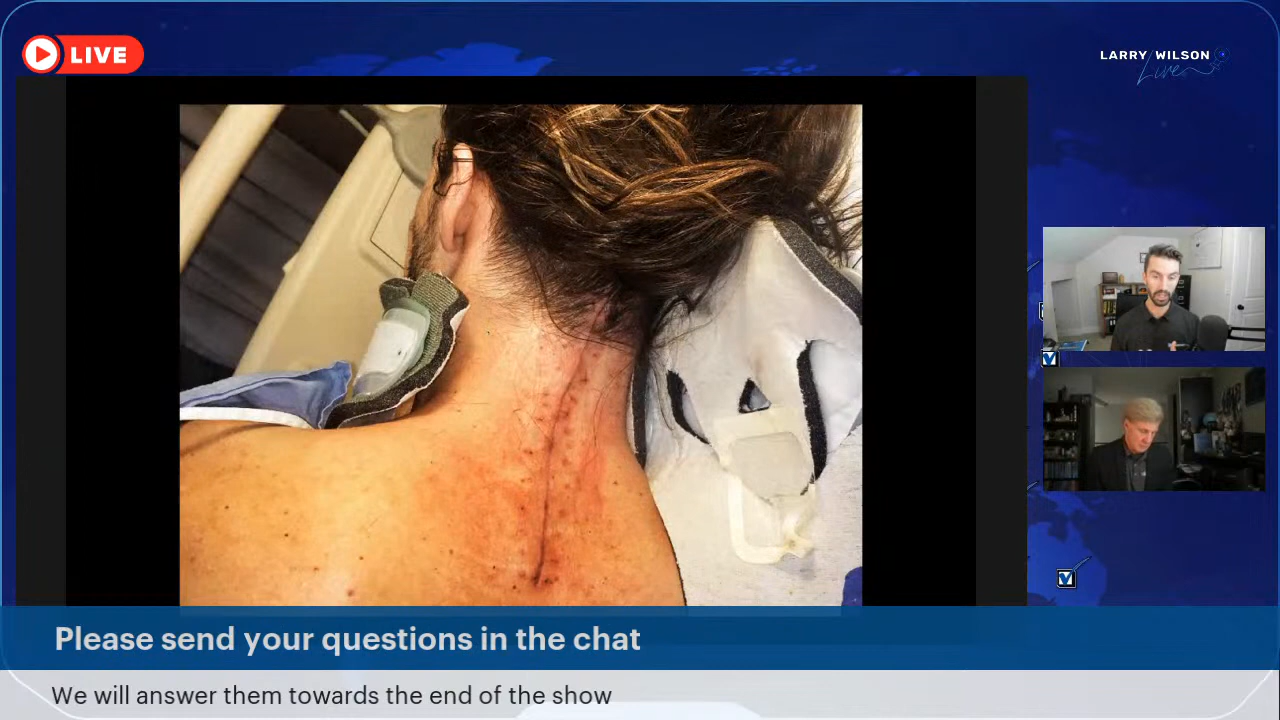 LIVE
LARRY WILSON
Live
Please send your questions in the chat
We will answer them towards the end of the show